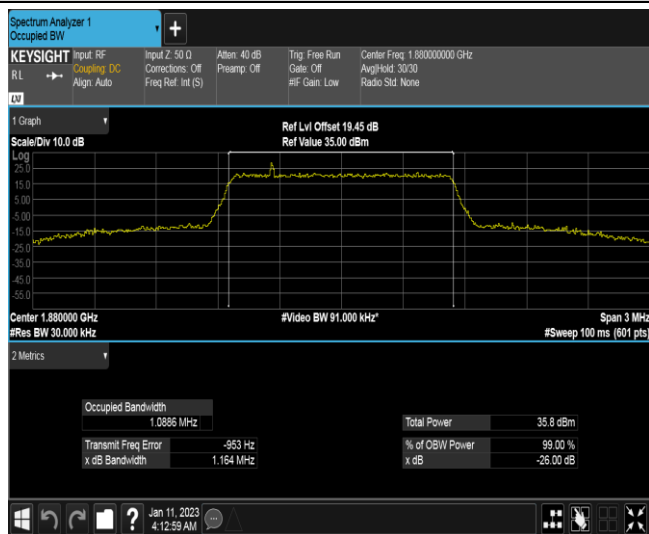 Spectrum Analyzer 1
Occupied BW
+
KEYSIGHT Input: RF Input Z: 50 Ω Atten: 40 dB Trig: Free Run Center Freq: 1.880000000 GHz
RL Coupling: DC Corrections: Off Preamp: Off Gate: Off Avg|Hold: 30/30
Align: Auto Freq Ref: Int (S) #IF Gain: Low Radio Std: None
LXI
1 Graph
Ref Lvl Offset 19.45 dB
Scale/Div 10.0 dB Ref Value 35.00 dBm
Log
25.0
15.0
5.00
-5.00
-15.0
-25.0
-35.0
-45.0
-55.0
Center 1.880000 GHz #Video BW 91.000 kHz* Span 3 MHz
#Res BW 30.000 kHz #Sweep 100 ms (601 pts)
2 Metrics
Occupied Bandwidth
1.0886 MHz Total Power 35.8 dBm
Transmit Freq Error -953 Hz % of OBW Power 99.00 %
x dB Bandwidth 1.164 MHz x dB -26.00 dB
? Jan 11, 2023
4:12:59 AM